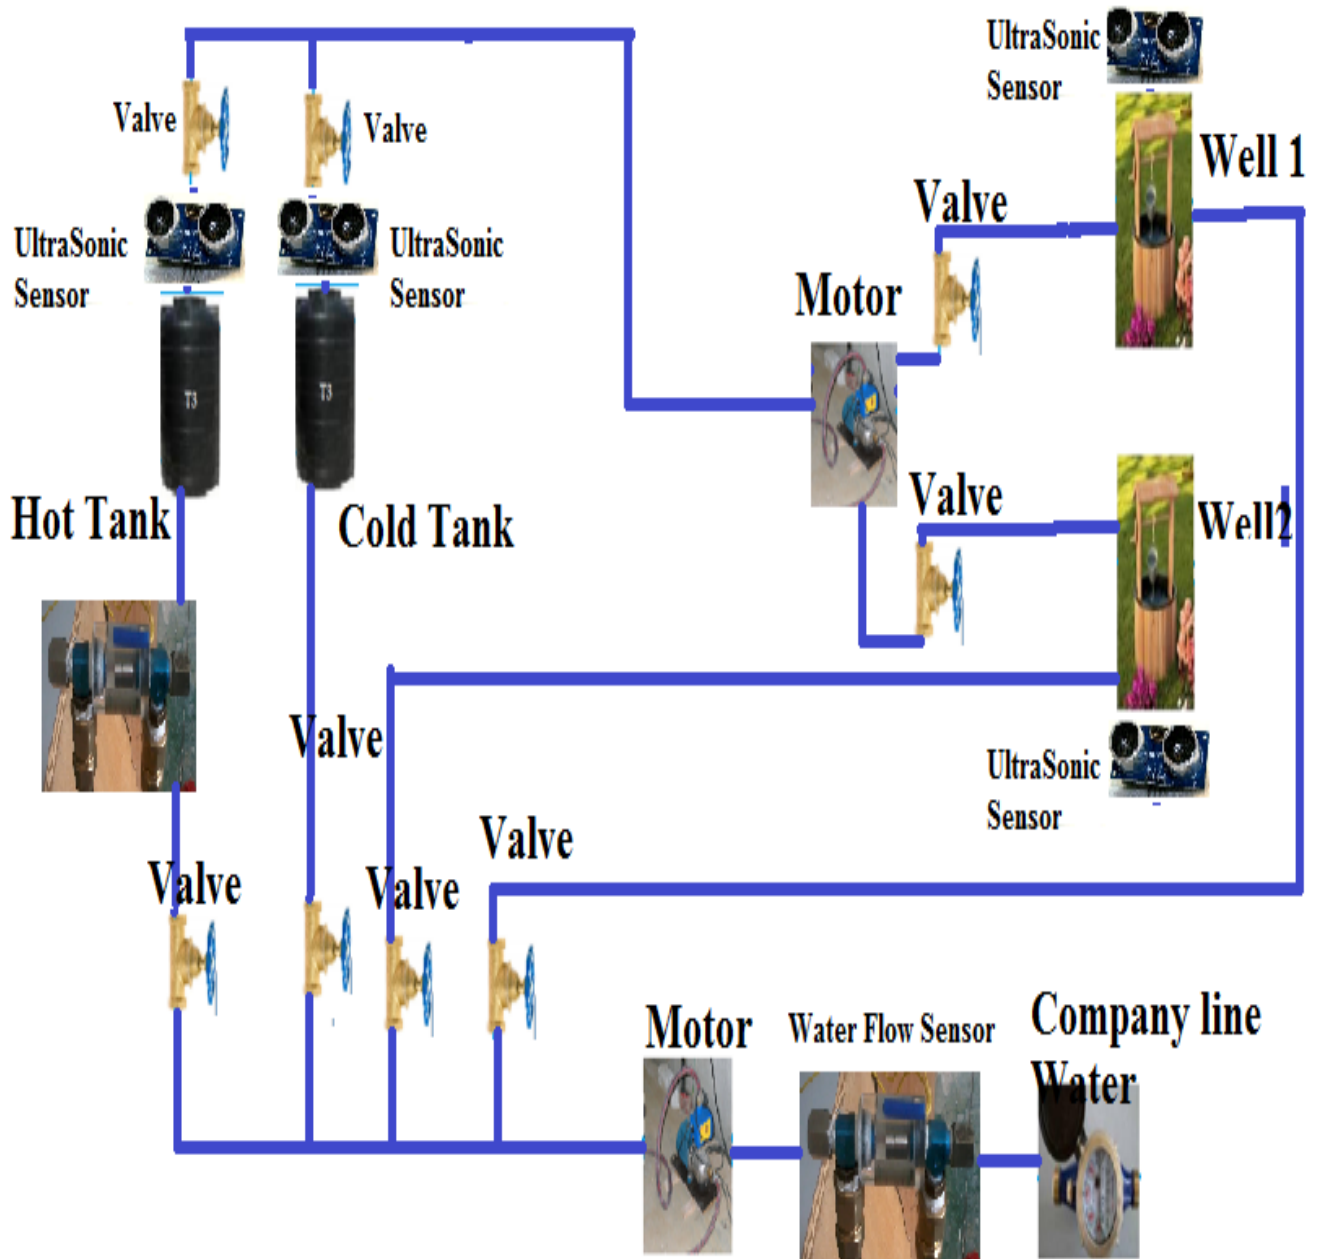 UltraSonic
Sensor
Valve
Valve
Well 1
Valve
UltraSonic
Sensor
UltraSonic
Sensor
Motor
T3
T3
Valve
Hot Tank
Cold Tank
Well2
Valve
UltraSonic
Sensor
Valve
Valve
Valve
Motor
Water Flow Sensor
Company line
Water